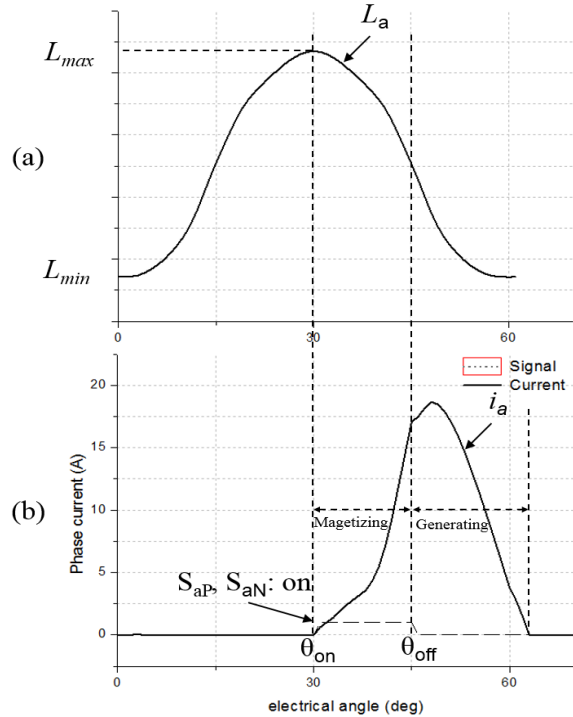 L_a
L_max
(a)
L_min
0
30
60
Signal
Current
20
i_a
15
(b)
Phase current (A)
10
Magetizing
Generating
S_aP, S_aN: on
5
0
θ_on
θ_off
0
30
60
electrical angle (deg)